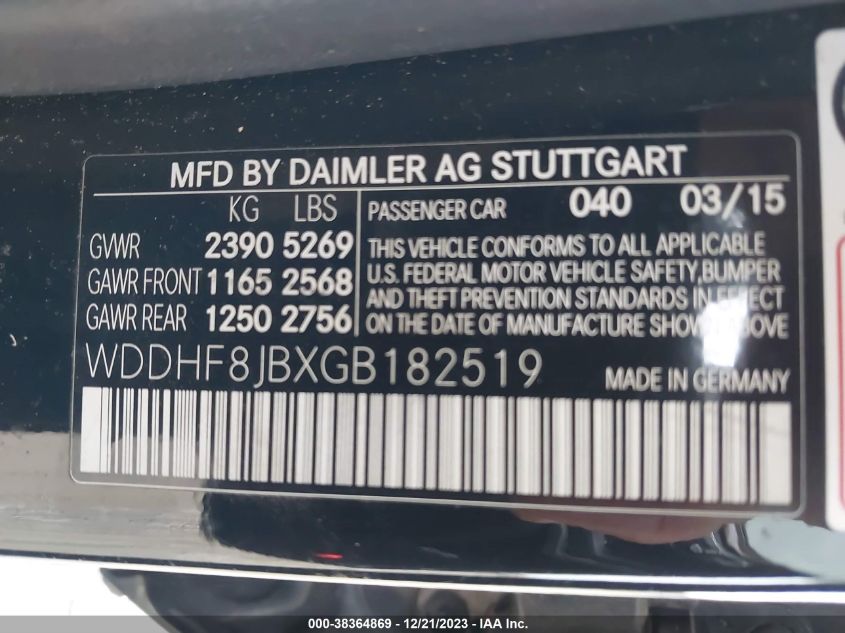 MFD BY DAIMLER AG STUTTGART
KG LBS
GVWR 2390 5269
GAWR FRONT 1165 2568
GAWR REAR 1250 2756
PASSENGER CAR 040 03/15
THIS VEHICLE CONFORMS TO ALL APPLICABLE
U.S. FEDERAL MOTOR VEHICLE SAFETY, BUMPER
AND THEFT PREVENTION STANDARDS IN EFFECT
ON THE DATE OF MANUFACTURE SHOWN ABOVE.
WDDHF8JBXGB182519 MADE IN GERMANY
000-38364869 - 12/21/2023 - IAA Inc.